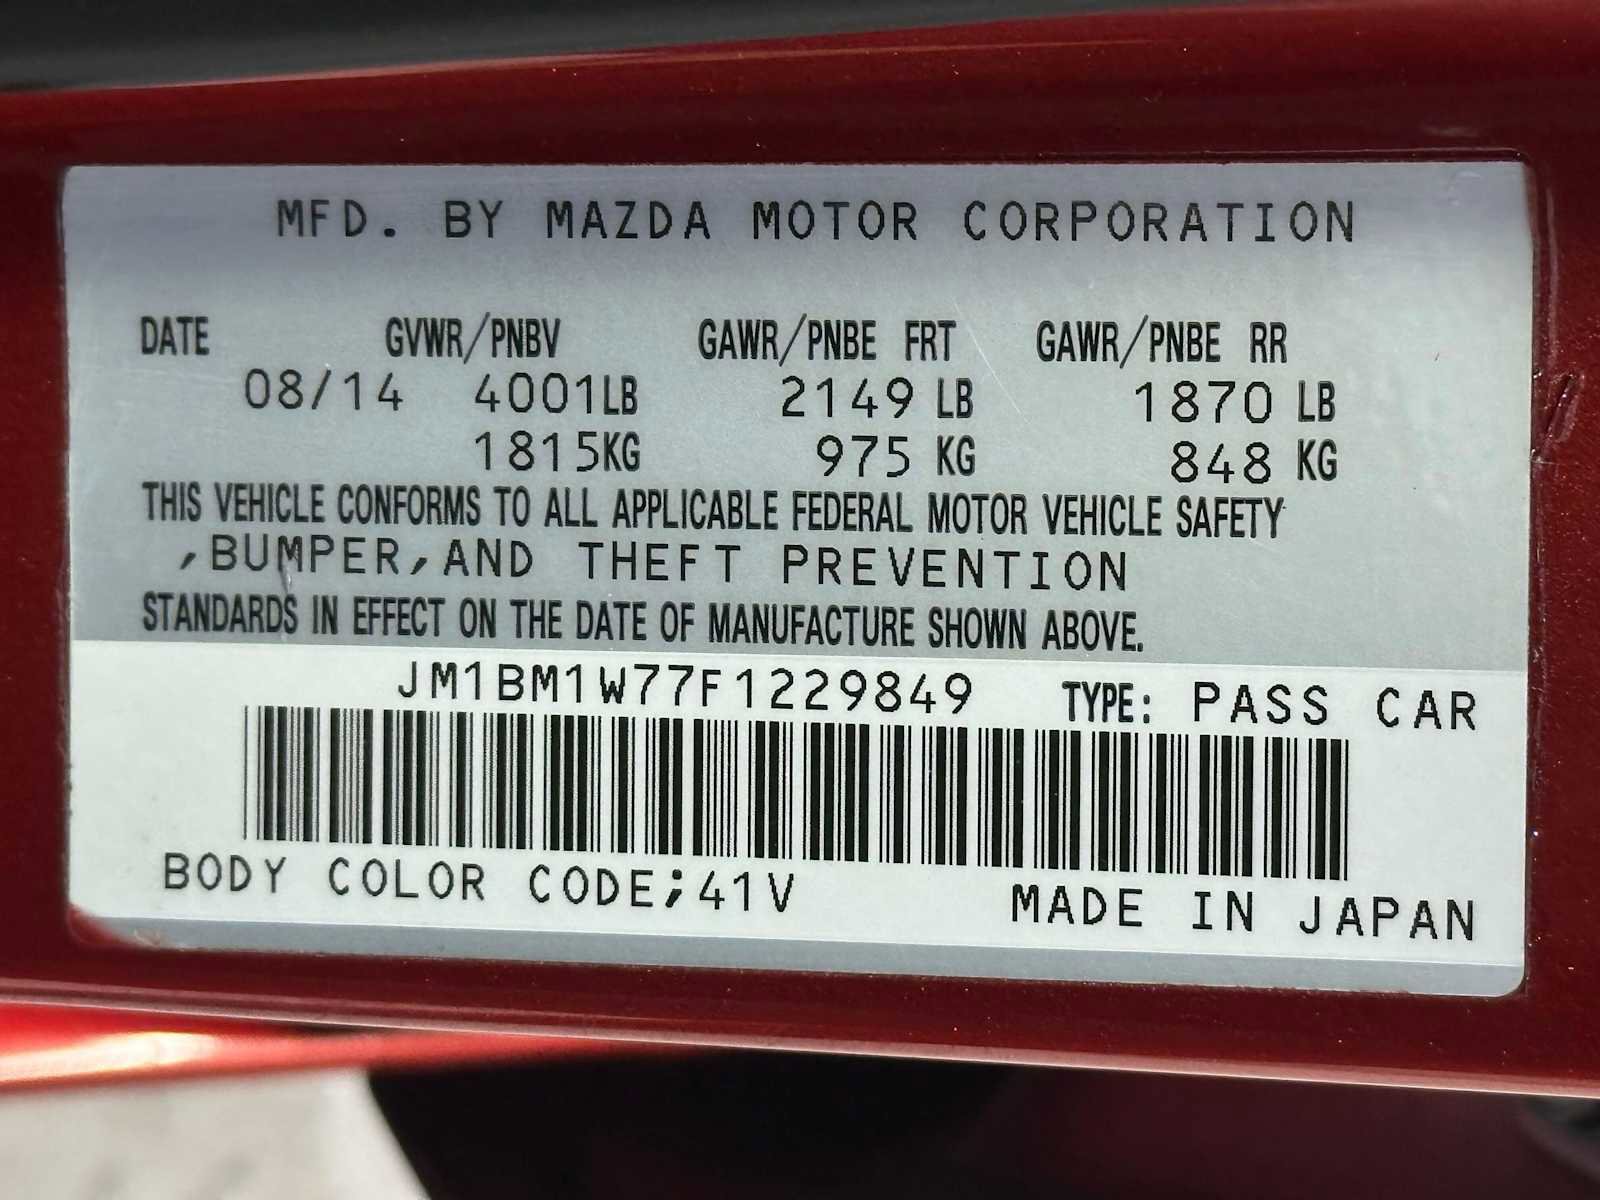 MFD. BY MAZDA MOTOR CORPORATION
DATE GVWR/PNBV GAWR/PNBE FRT GAWR/PNBE RR
08/14 4001LB 2149 LB 1870 LB
1815KG 975 KG 848 KG
THIS VEHICLE CONFORMS TO ALL APPLICABLE FEDERAL MOTOR VEHICLE SAFETY
,BUMPER,AND THEFT PREVENTION
STANDARDS IN EFFECT ON THE DATE OF MANUFACTURE SHOWN ABOVE.
JM1BM1W77F1229849 TYPE: PASS CAR
BODY COLOR CODE;41V MADE IN JAPAN